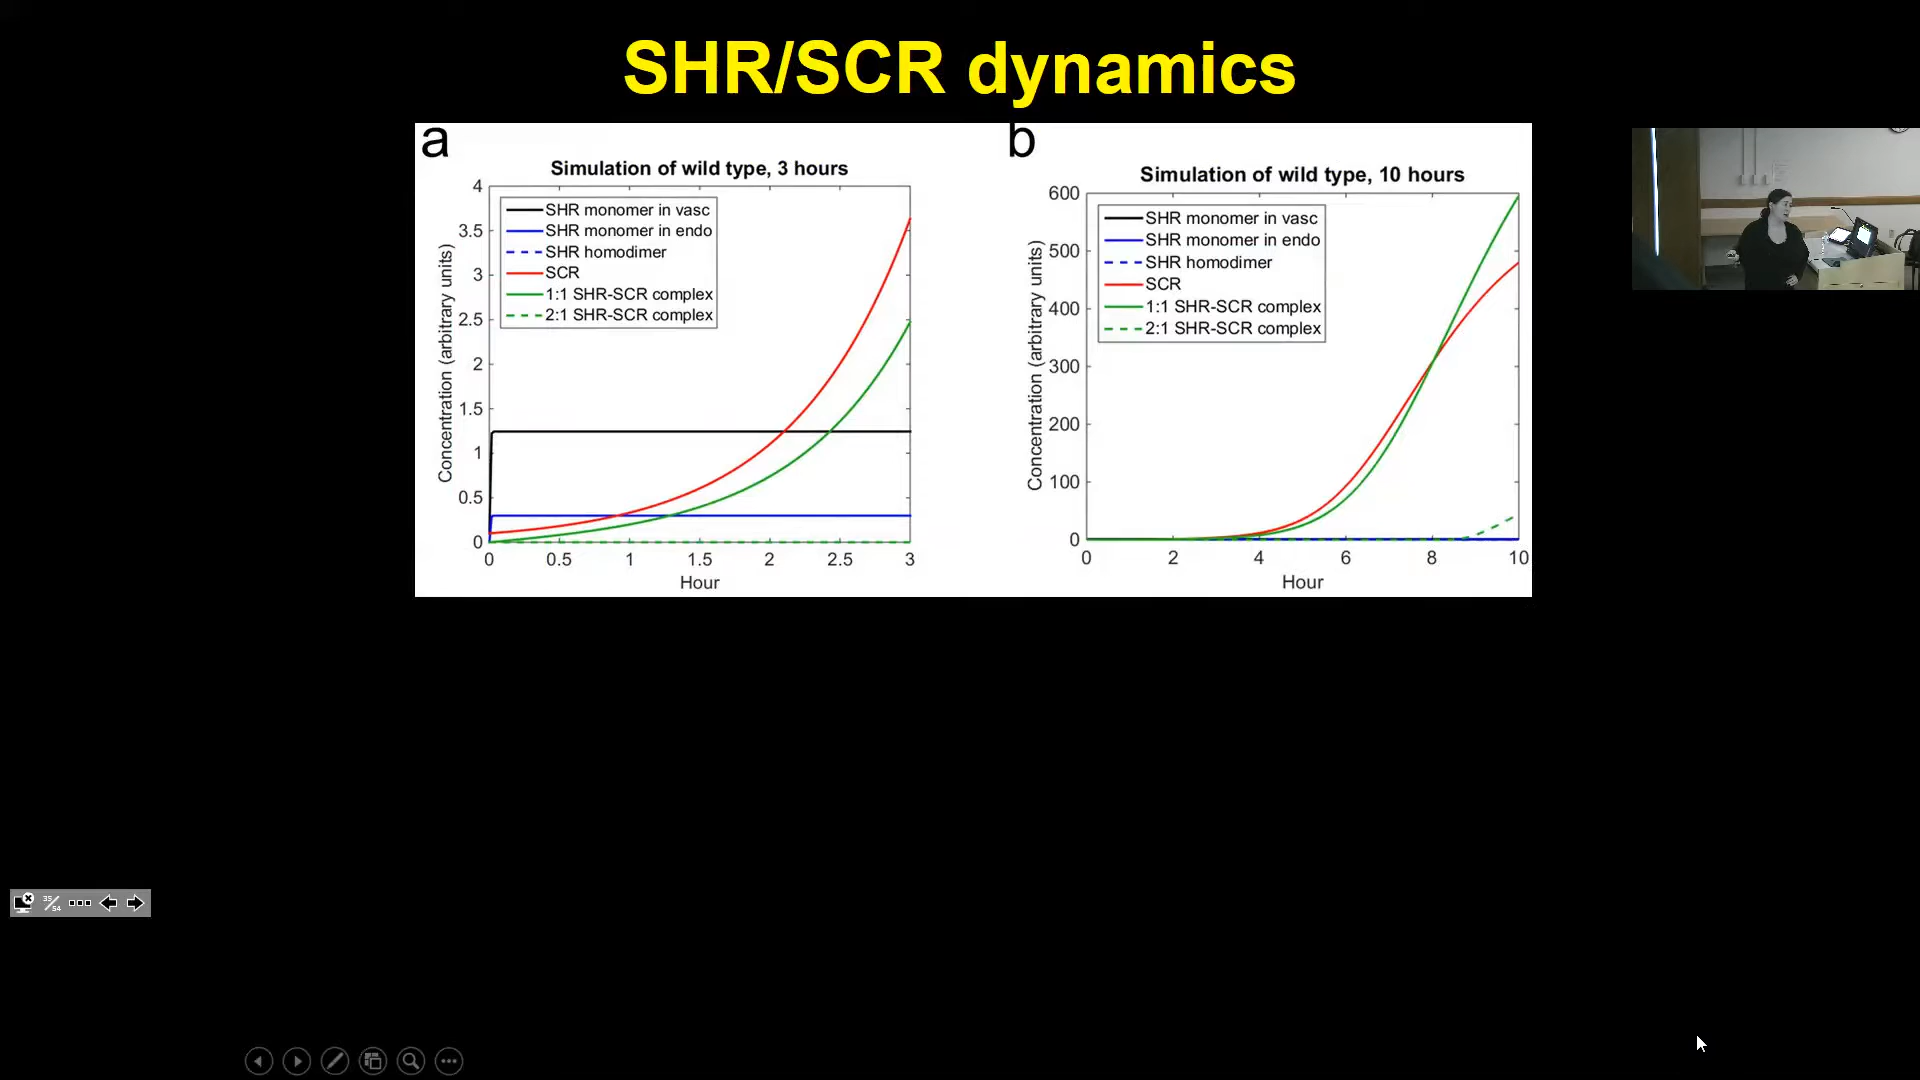 SHR/SCR dynamics
a
Simulation of wild type, 3 hours
SHR monomer in vasc
SHR monomer in endo
SHR homodimer
SCR
1:1 SHR-SCR complex
2:1 SHR-SCR complex
Concentration (arbitrary units)
4
3.5
3
2.5
2
1.5
1
0.5
0
0 0.5 1 1.5 2 2.5 3
Hour
b
Simulation of wild type, 10 hours
SHR monomer in vasc
SHR monomer in endo
SHR homodimer
SCR
1:1 SHR-SCR complex
2:1 SHR-SCR complex
Concentration (arbitrary units)
600
500
400
300
200
100
0
0 2 4 6 8 10
Hour
35/54